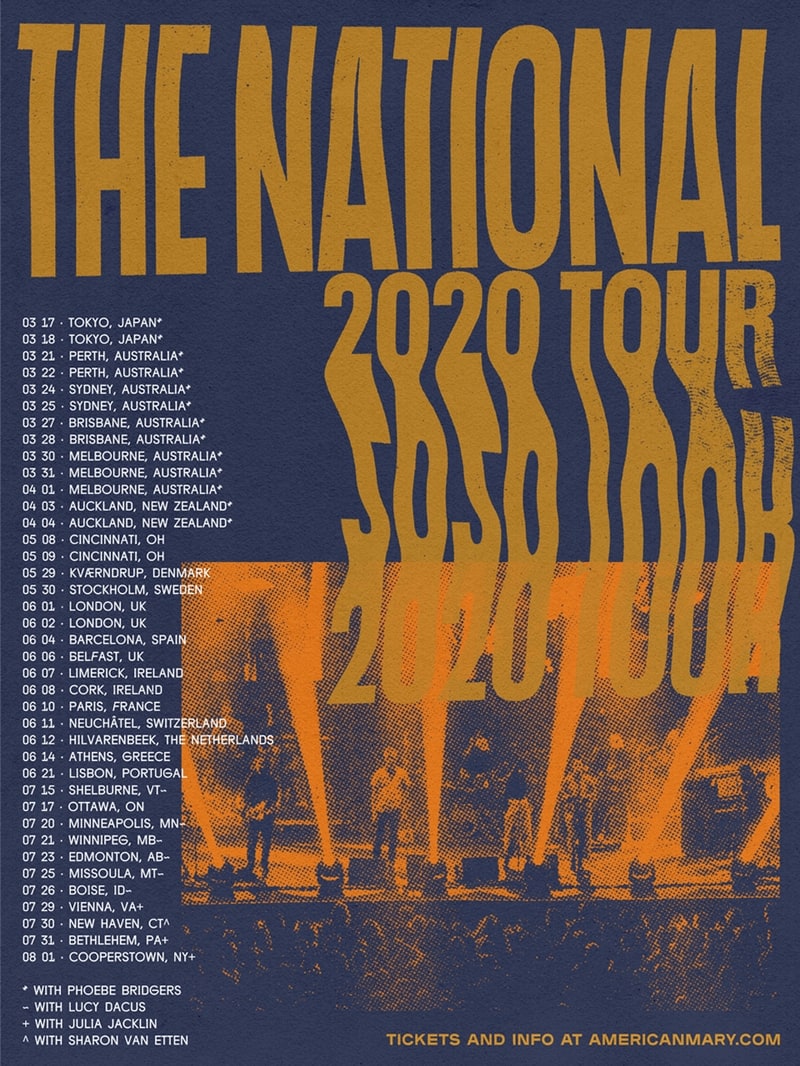 THE NATIONAL
2020 TOUR
2020 TOUR
2020 TOUR
03 17 · TOKYO, JAPAN*
03 18 · TOKYO, JAPAN*
03 21 · PERTH, AUSTRALIA*
03 22 · PERTH, AUSTRALIA*
03 24 · SYDNEY, AUSTRALIA*
03 25 · SYDNEY, AUSTRALIA*
03 27 · BRISBANE, AUSTRALIA*
03 28 · BRISBANE, AUSTRALIA*
03 30 · MELBOURNE, AUSTRALIA*
03 31 · MELBOURNE, AUSTRALIA*
04 01 · MELBOURNE, AUSTRALIA*
04 03 · AUCKLAND, NEW ZEALAND*
04 04 · AUCKLAND, NEW ZEALAND*
05 08 · CINCINNATI, OH
05 09 · CINCINNATI, OH
05 29 · KVÆRNDRUP, DENMARK
05 30 · STOCKHOLM, SWEDEN
06 01 · LONDON, UK
06 02 · LONDON, UK
06 04 · BARCELONA, SPAIN
06 06 · BELFAST, UK
06 07 · LIMERICK, IRELAND
06 08 · CORK, IRELAND
06 10 · PARIS, FRANCE
06 11 · NEUCHÂTEL, SWITZERLAND
06 12 · HILVARENBEEK, THE NETHERLANDS
06 14 · ATHENS, GREECE
06 21 · LISBON, PORTUGAL
07 15 · SHELBURNE, VT~
07 17 · OTTAWA, ON
07 20 · MINNEAPOLIS, MN~
07 21 · WINNIPEG, MB~
07 23 · EDMONTON, AB~
07 25 · MISSOULA, MT~
07 26 · BOISE, ID~
07 29 · VIENNA, VA+
07 30 · NEW HAVEN, CT^
07 31 · BETHLEHEM, PA+
08 01 · COOPERSTOWN, NY+
* WITH PHOEBE BRIDGERS
~ WITH LUCY DACUS
+ WITH JULIA JACKLIN
^ WITH SHARON VAN ETTEN
TICKETS AND INFO AT AMERICANMARY.COM